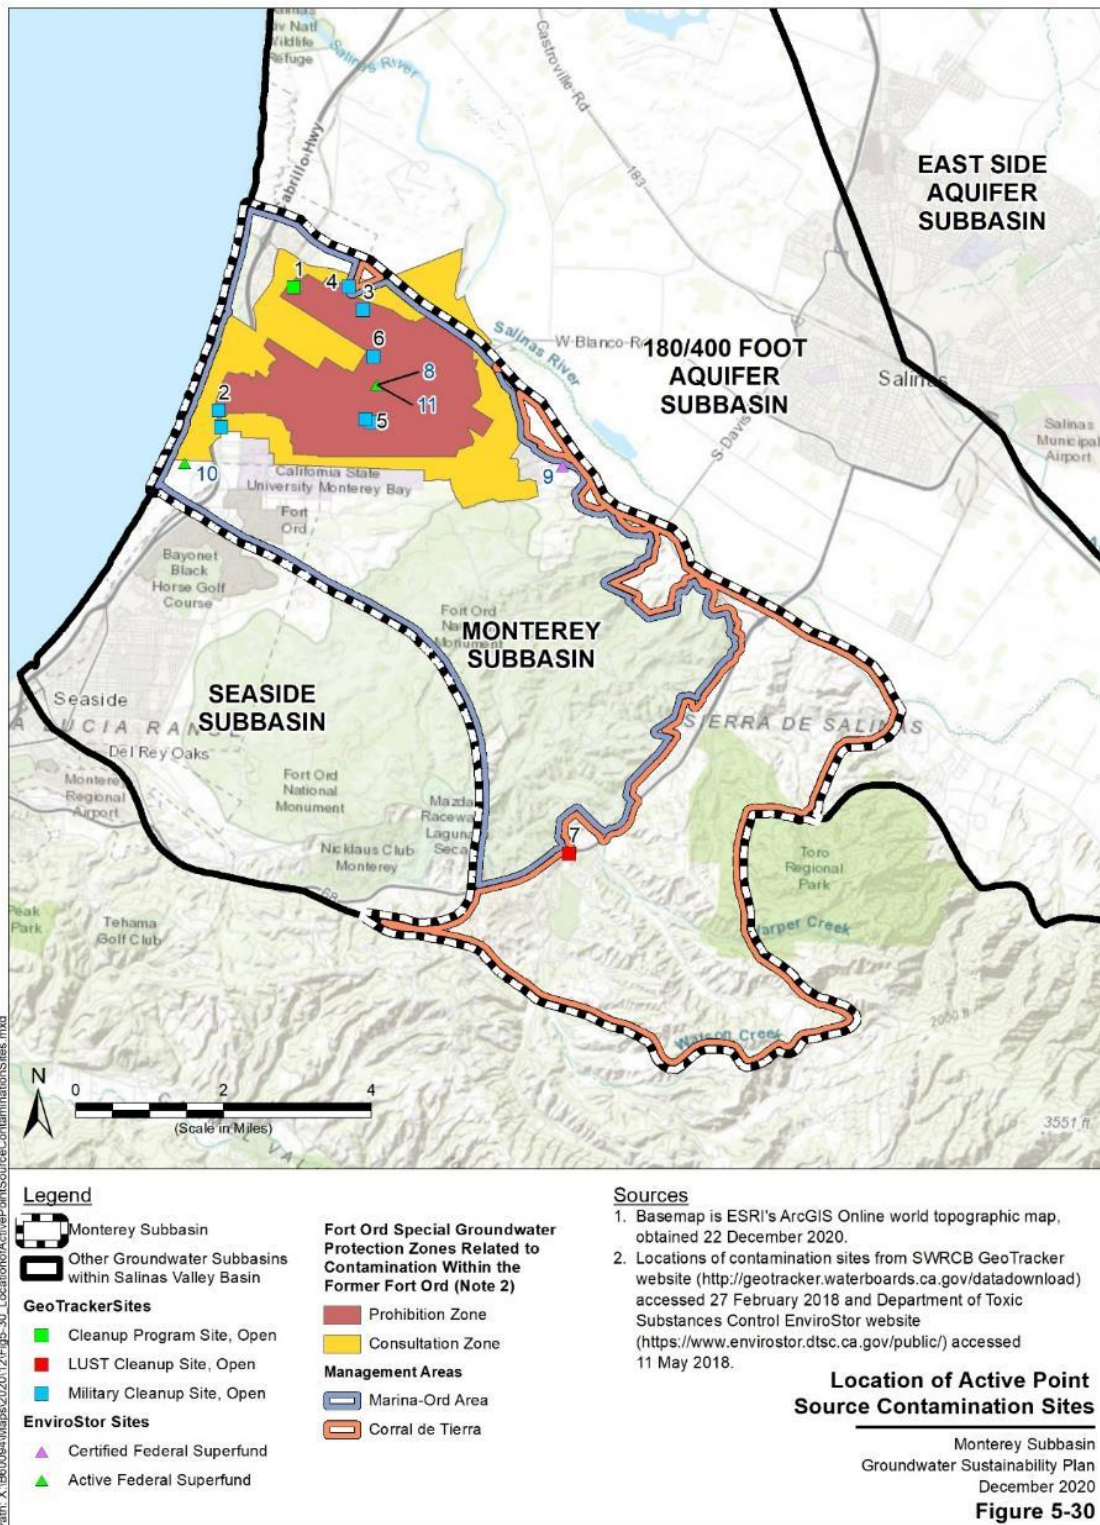 Wildlife
Refuge
Salinas River
Castroville Rd
183
EAST SIDE
AQUIFER
SUBBASIN
1
4
3
6
8
11
2
5
10
9
Salinas River
W Blanco
180/400 FOOT
AQUIFER
SUBBASIN
Salinas
S Davis
Salinas
Municipal
Airport
California State
University Monterey Bay
Fort
Ord
Bayonet
Black
Horse Golf
Course
Fort Ord
MONTEREY
SUBBASIN
SEASIDE
SUBBASIN
Seaside
SIERRA DE SALINAS
Del Rey Oaks
Fort Ord
National
Monument
Regional
Airport
Mazda
Laguna
Seca
7
Nicklaus Club
Monterey
68
Toro
Regional
Park
Peak
Park
Tehama
Golf Club
Harper Creek
Watson Creek
2000 ft
3551 ft
N
0 2 4
(Scale in Miles)
Legend
Monterey Subbasin
Other Groundwater Subbasins
within Salinas Valley Basin
GeoTrackerSites
Cleanup Program Site, Open
LUST Cleanup Site, Open
Military Cleanup Site, Open
EnviroStor Sites
Certified Federal Superfund
Active Federal Superfund
Fort Ord Special Groundwater
Protection Zones Related to
Contamination Within the
Former Fort Ord (Note 2)
Prohibition Zone
Consultation Zone
Management Areas
Marina-Ord Area
Corral de Tierra
Sources
1. Basemap is ESRI's ArcGIS Online world topographic map,
obtained 22 December 2020.
2. Locations of contamination sites from SWRCB GeoTracker
website (http://geotracker.waterboards.ca.gov/datadownload)
accessed 27 February 2018 and Department of Toxic
Substances Control EnviroStor website
(https://www.envirostor.dtsc.ca.gov/public/) accessed
11 May 2018.
Location of Active Point
Source Contamination Sites
Monterey Subbasin
Groundwater Sustainability Plan
December 2020
Figure 5-30